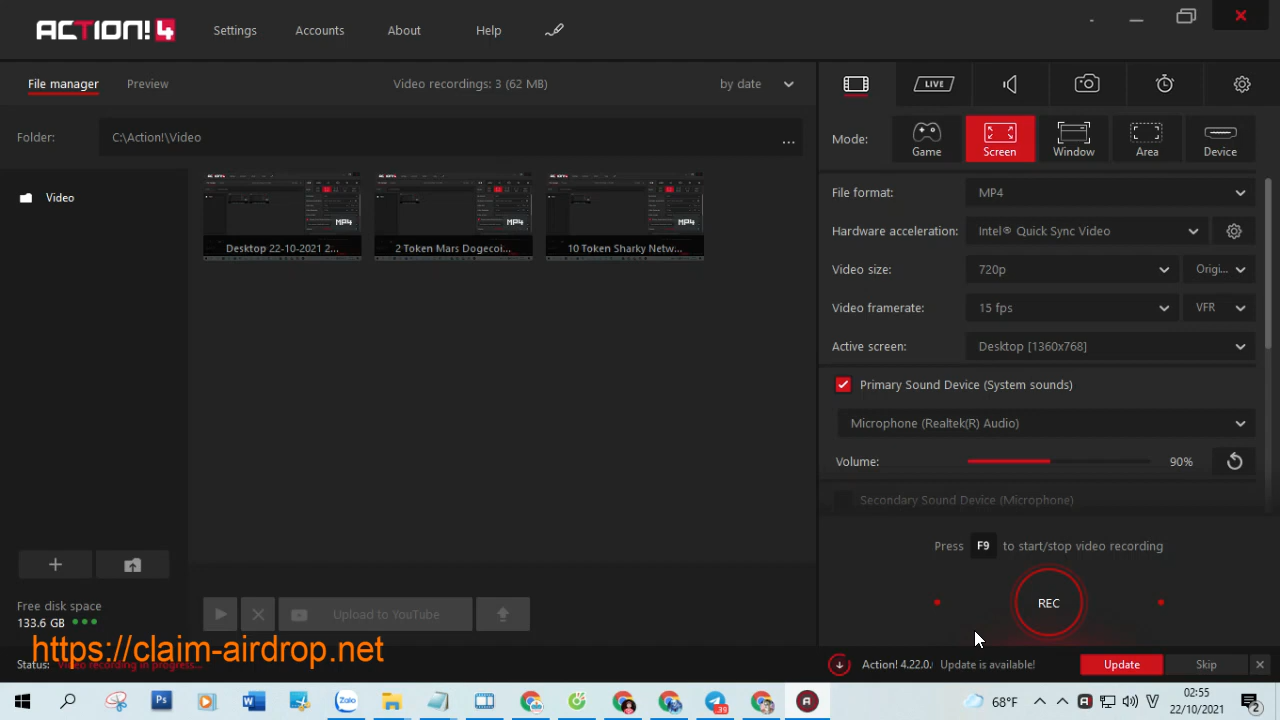 ACTION! 4
Settings
Accounts
About
Help
File manager
Preview
Video recordings: 3 (62 MB)
by date
LIVE
Folder:
C:\Action!\Video
...
Mode:
Game
Screen
Window
Area
Device
Video
MP4
Desktop 22-10-2021 2...
MP4
2 Token Mars Dogecoi...
MP4
10 Token Sharky Netw...
File format:
MP4
Hardware acceleration:
Intel® Quick Sync Video
Video size:
720p
Origi...
Video framerate:
15 fps
VFR
Active screen:
Desktop [1360x768]
Primary Sound Device (System sounds)
Microphone (Realtek(R) Audio)
Volume:
90%
Secondary Sound Device (Microphone)
Press F9 to start/stop video recording
REC
Free disk space
133.6 GB
Upload to YouTube
https://claim-airdrop.net
Status: Video recording in progress...
Action! 4.22.0.
Update is available!
Update
Skip
Ps
W
Zalo
39
A
68°F
A
V
02:55
22/10/2021
2